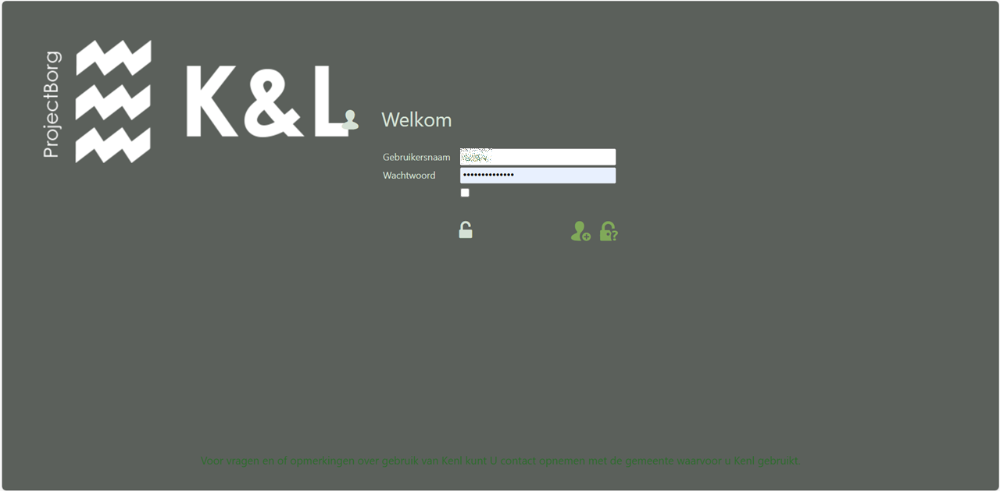 ProjectBorg
K&L
Welkom
Gebruikersnaam
Wachtwoord
Voor vragen en of opmerkingen over gebruik van Kenl kunt U contact opnemen met de gemeente waarvoor u Kenl gebruikt.